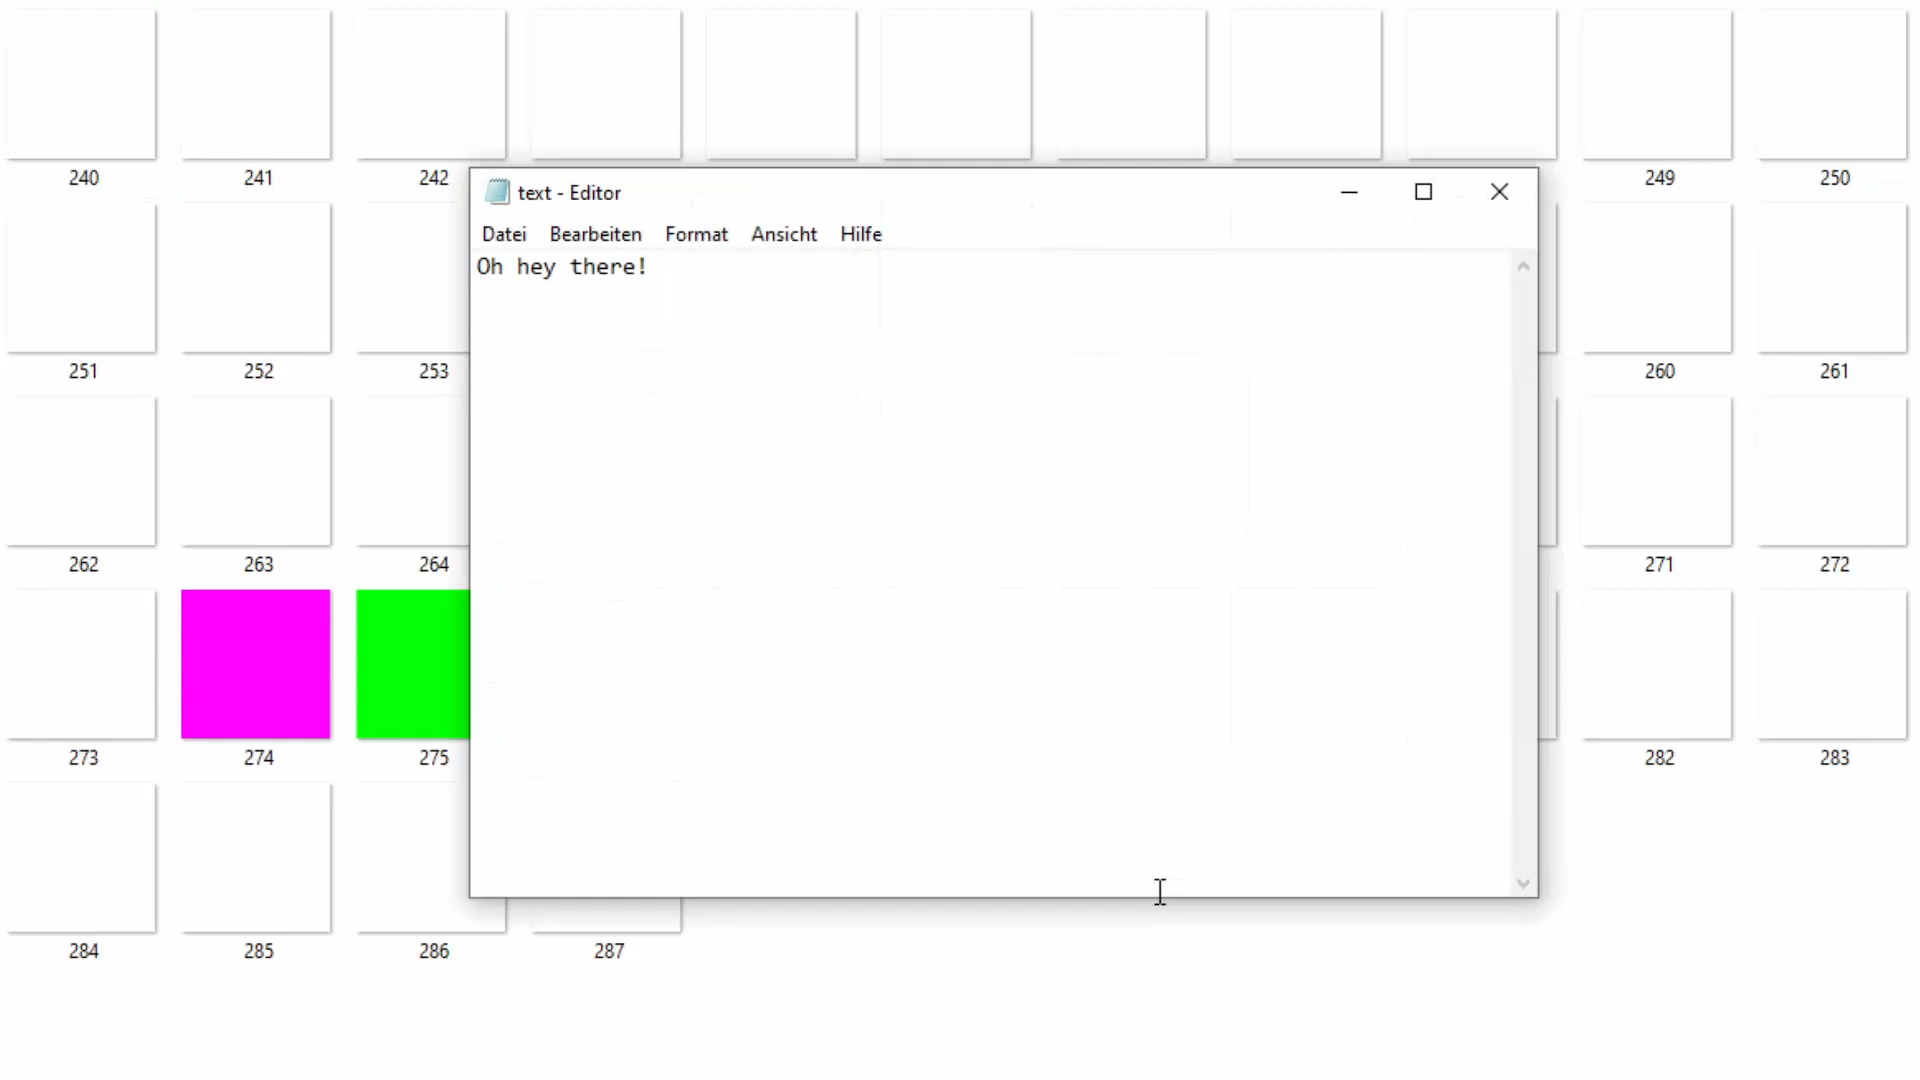 240 241 242 249 250
text - Editor
Datei Bearbeiten Format Ansicht Hilfe
Oh hey there!
251 252 253 260 261
262 263 264 271 272
273 274 275 282 283
284 285 286 287